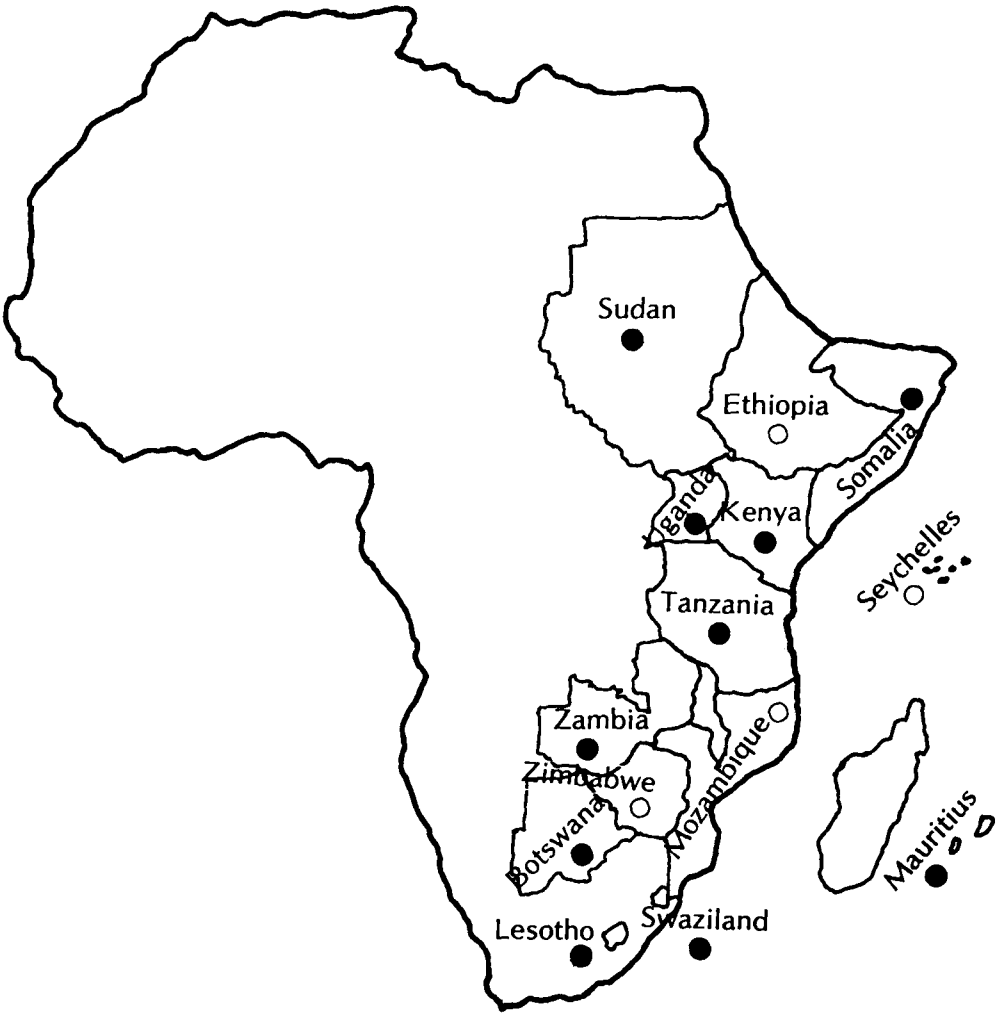 Sudan
Ethiopia
Somalia
Uganda
Kenya
Seychelles
Tanzania
Zambia
Mozambique
Zimbabwe
Botswana
Mauritius
Swaziland
Lesotho